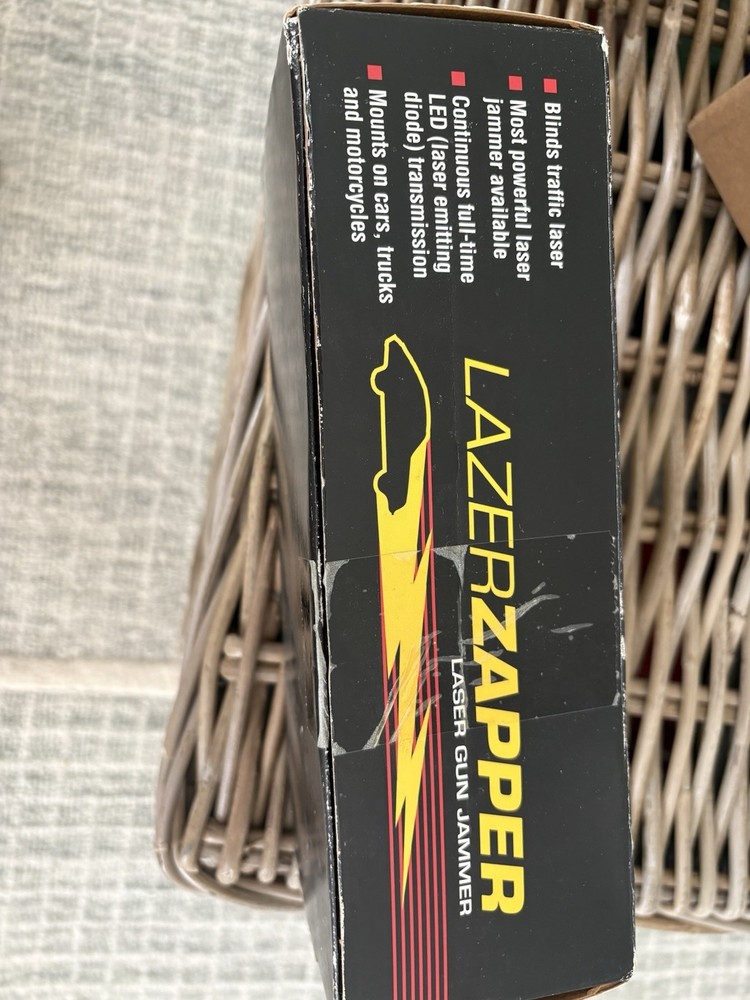 Blinds traffic laser
Most powerful laser
jammer available
Continuous full-time
LED (laser emitting
diode) transmission
Mounts on cars, trucks
and motorcycles
LAZERZAPPER
LASER GUN JAMMER